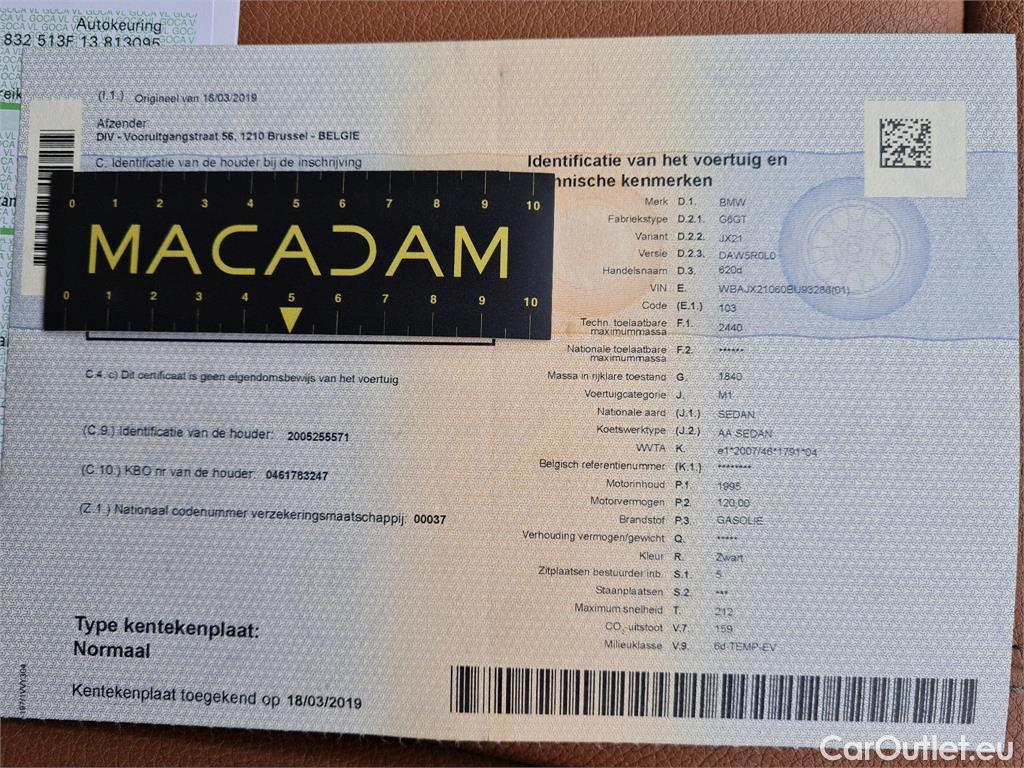 Autokeuring
832 513F 13 813095
(I.1.) Origineel van 18/03/2019
Afzender:
DIV - Vooruitgangstraat 56, 1210 Brussel - BELGIE
C. Identificatie van de houder bij de inschrijving
0 1 2 3 4 5 6 7 8 9 10
MACADAM
0 1 2 3 4 5 6 7 8 9 10
C.4. c) Dit certificaat is geen eigendomsbewijs van het voertuig
(C.9.) Identificatie van de houder: 2005255571
(C.10.) KBO nr van de houder: 0461783247
(Z.1.) Nationaal codenummer verzekeringsmaatschappij: 00037
Type kentekenplaat:
Normaal
Kentekenplaat toegekend op 18/03/2019
Identificatie van het voertuig en
hnische kenmerken
Merk D.1. BMW
Fabriekstype D.2.1. G6GT
Variant D.2.2. JX21
Versie D.2.3. DAW5R0L0
Handelsnaam D.3. 620d
VIN E. WBAJX21060BU93286(01)
Code (E.1.) 103
Techn. toelaatbare F.1. 2440
maximummassa
Nationale toelaatbare F.2. ******
maximummassa
Massa in rijklare toestand G. 1840
Voertuigcategorie J. M1
Nationale aard (J.1.) SEDAN
Koetswerktype (J.2.) AA SEDAN
WVTA K. e1*2007/46*1791*04
Belgisch referentienummer (K.1.) ********
Motorinhoud P.1. 1995
Motorvermogen P.2. 120,00
Brandstof P.3. GASOLIE
Verhouding vermogen/gewicht Q. *****
Kleur R. Zwart
Zitplaatsen bestuurder inb. S.1. 5
Staanplaatsen S.2. ***
Maximum snelheid T. 212
CO₂-uitstoot V.7. 159
Milieuklasse V.9. 6d-TEMP-EV
CarOutlet.eu